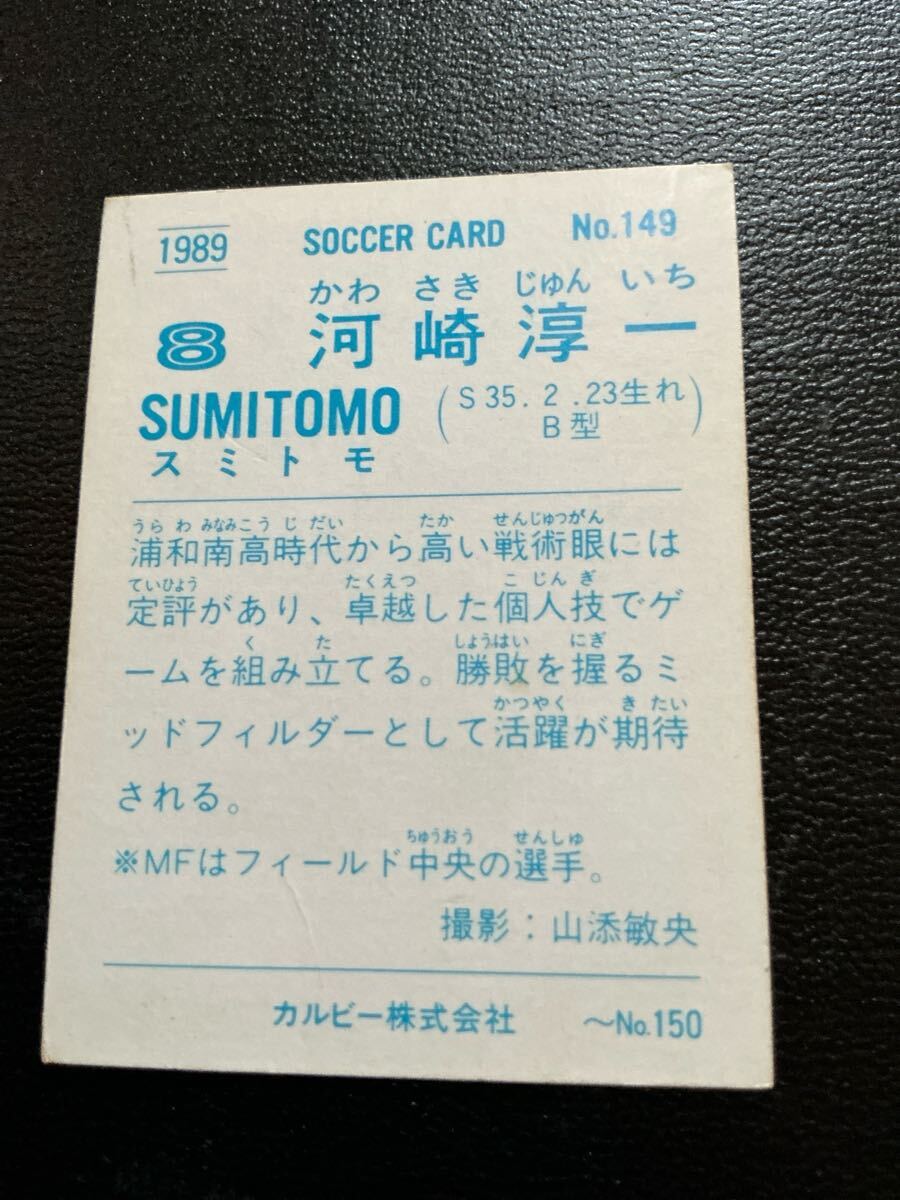 1989 SOCCER CARD No.149
かわ さき じゅん いち
8 河崎淳一
SUMITOMO (S35.2.23生れ
スミトモ B型)
うらわみなみこうじだい たか せんじゅつがん
浦和南高時代から高い戦術眼には
ていひょう たくえつ こじんぎ
定評があり、卓越した個人技でゲ
く た しょうはい にぎ
ームを組み立てる。勝敗を握るミ
かつやく きたい
ッドフィルダーとして活躍が期待
される。
ちゅうおう せんしゅ
※MFはフィールド中央の選手。
撮影：山添敏央
カルビー株式会社 〜No.150